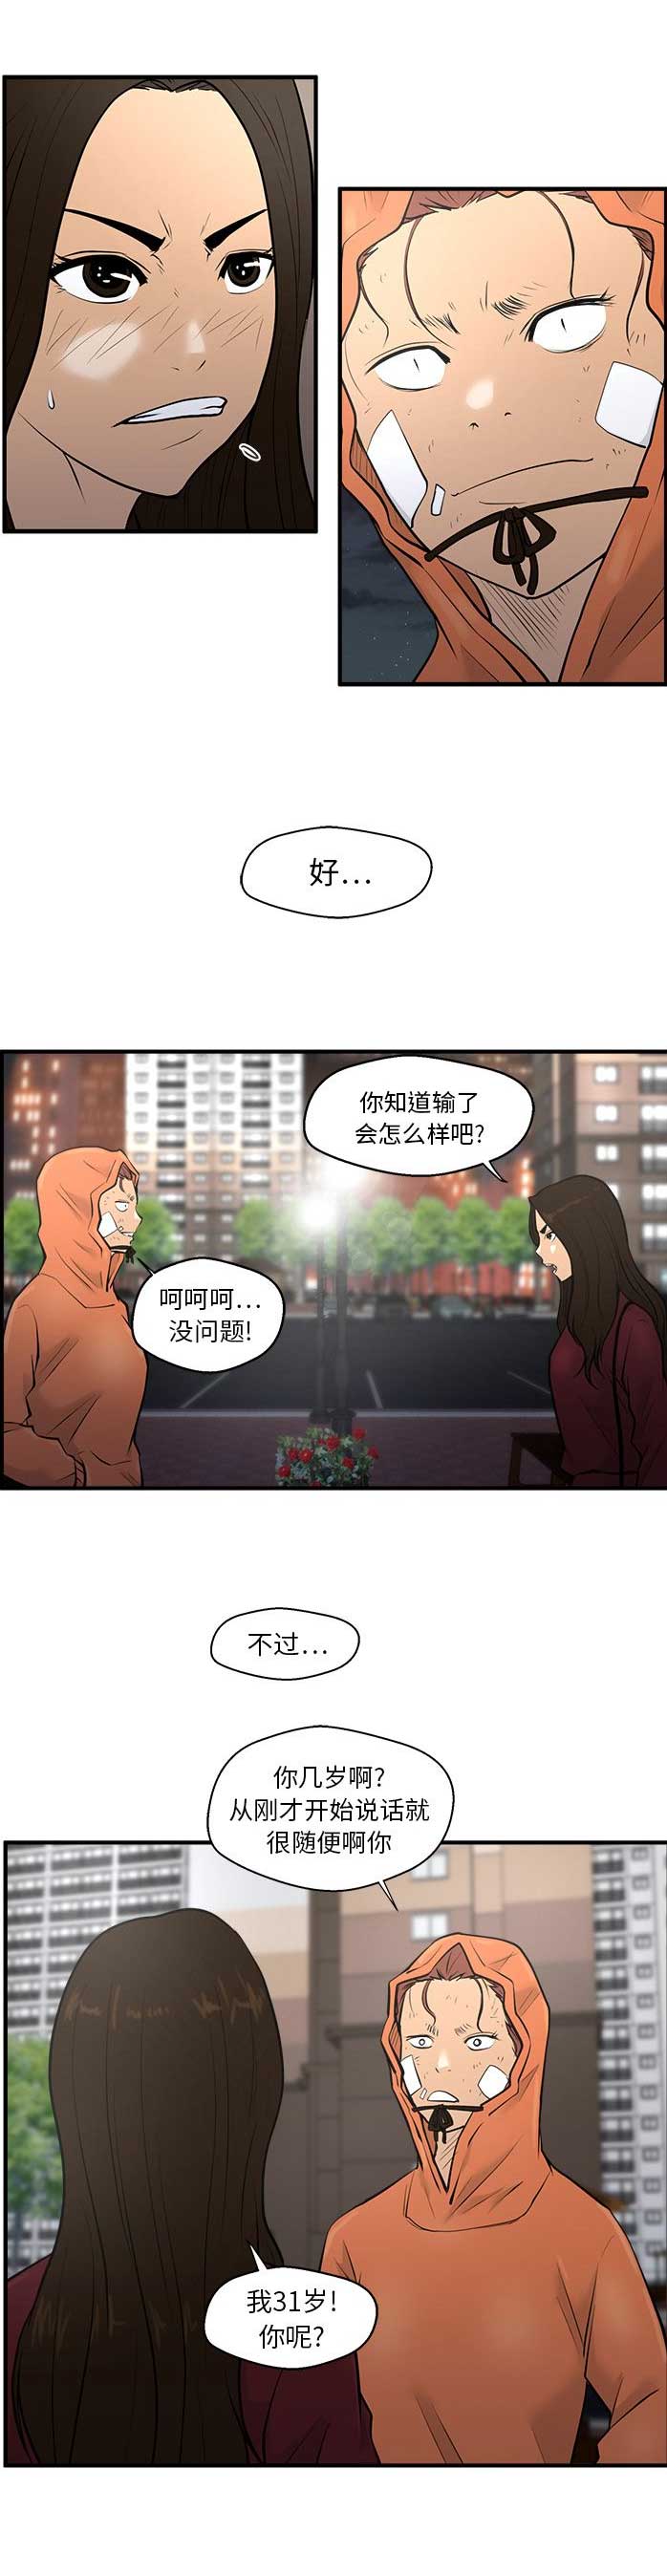 好...
你知道输了
会怎么样吧?
呵呵呵...
没问题!
不过...
你几岁啊?
从刚才开始说话就
很随便啊你
我31岁!
你呢?